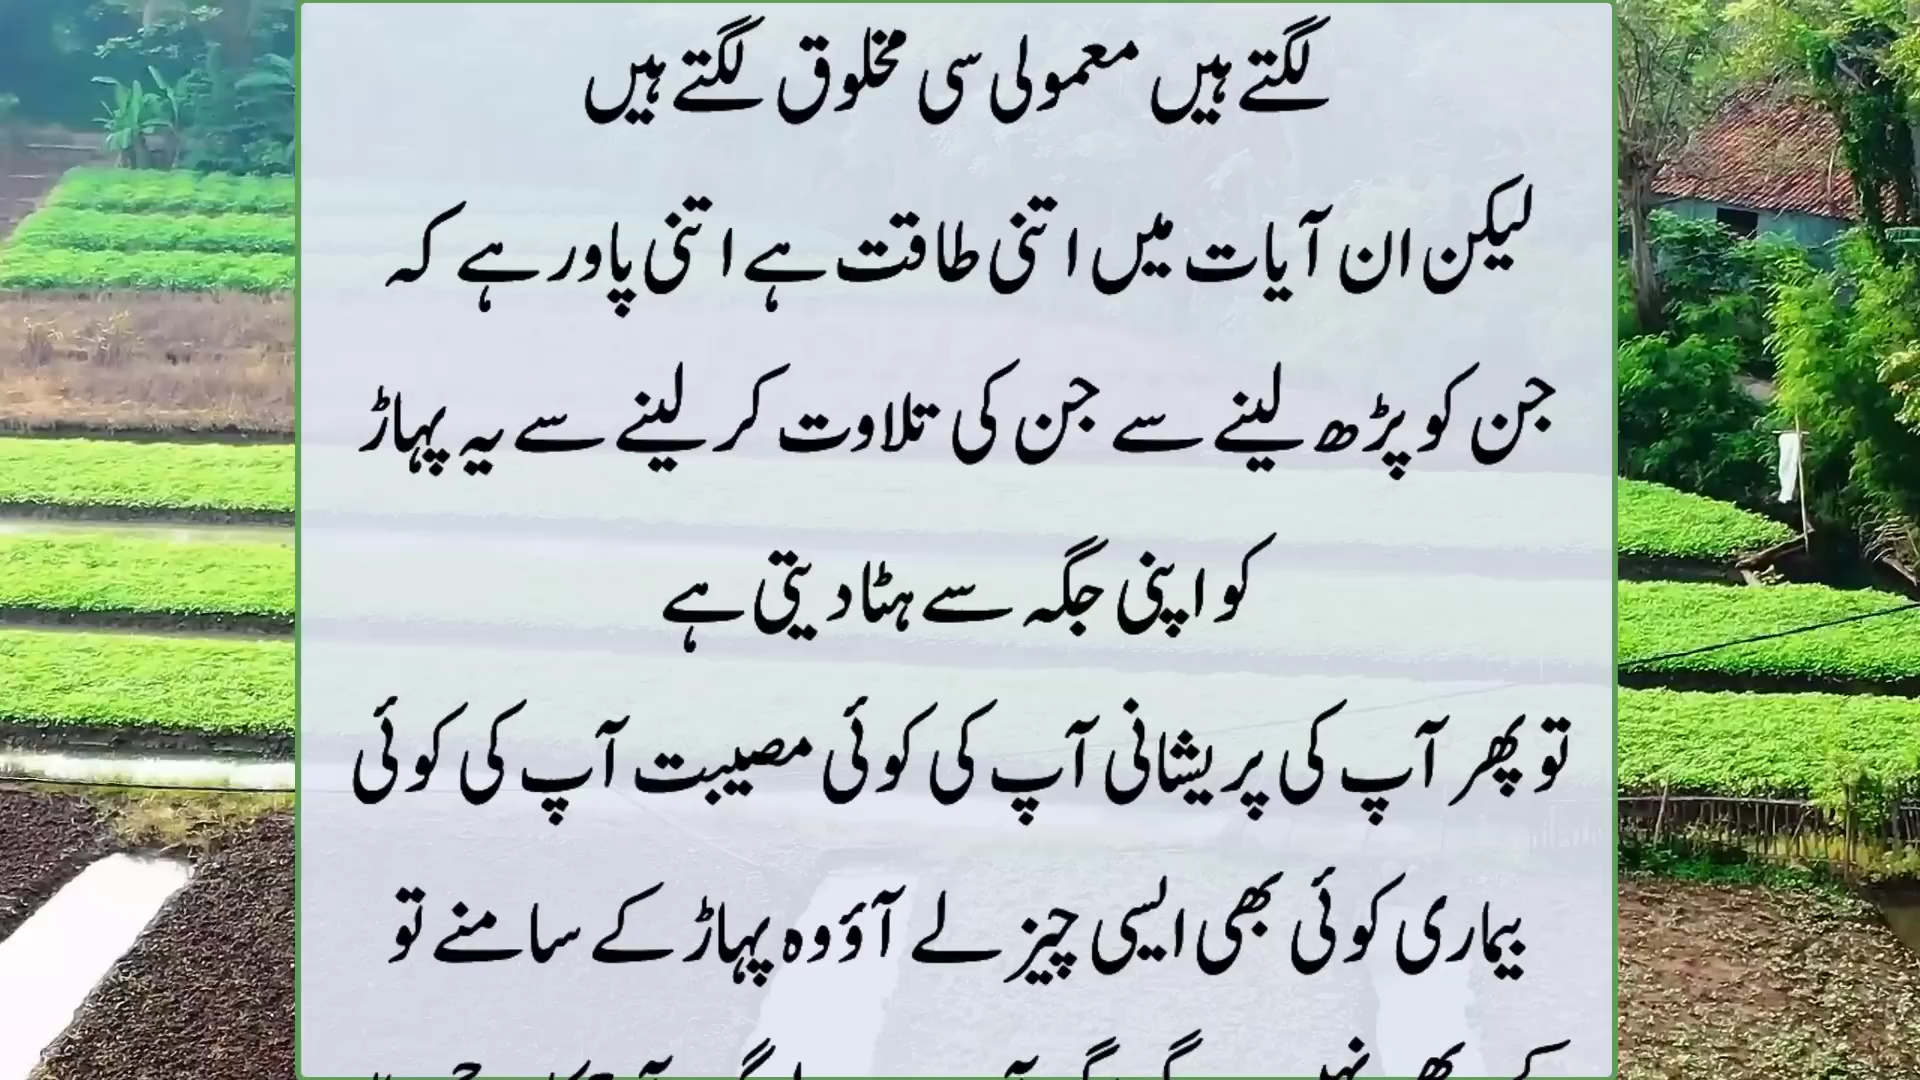 لگتے ہیں معمولی سی مخلوق لگتے ہیں
لیکن ان آیات میں اتنی طاقت ہے اتنی پاور ہے کہ
جن کو پڑھ لینے سے جن کی تلاوت کر لینے سے یہ پہاڑ
کو اپنی جگہ سے ہٹا دیتی ہے
تو پھر آپ کی پریشانی آپ کی کوئی مصیبت آپ کی کوئی
بیماری کوئی بھی ایسی چیز لے آؤ وہ پہاڑ کے سامنے تو